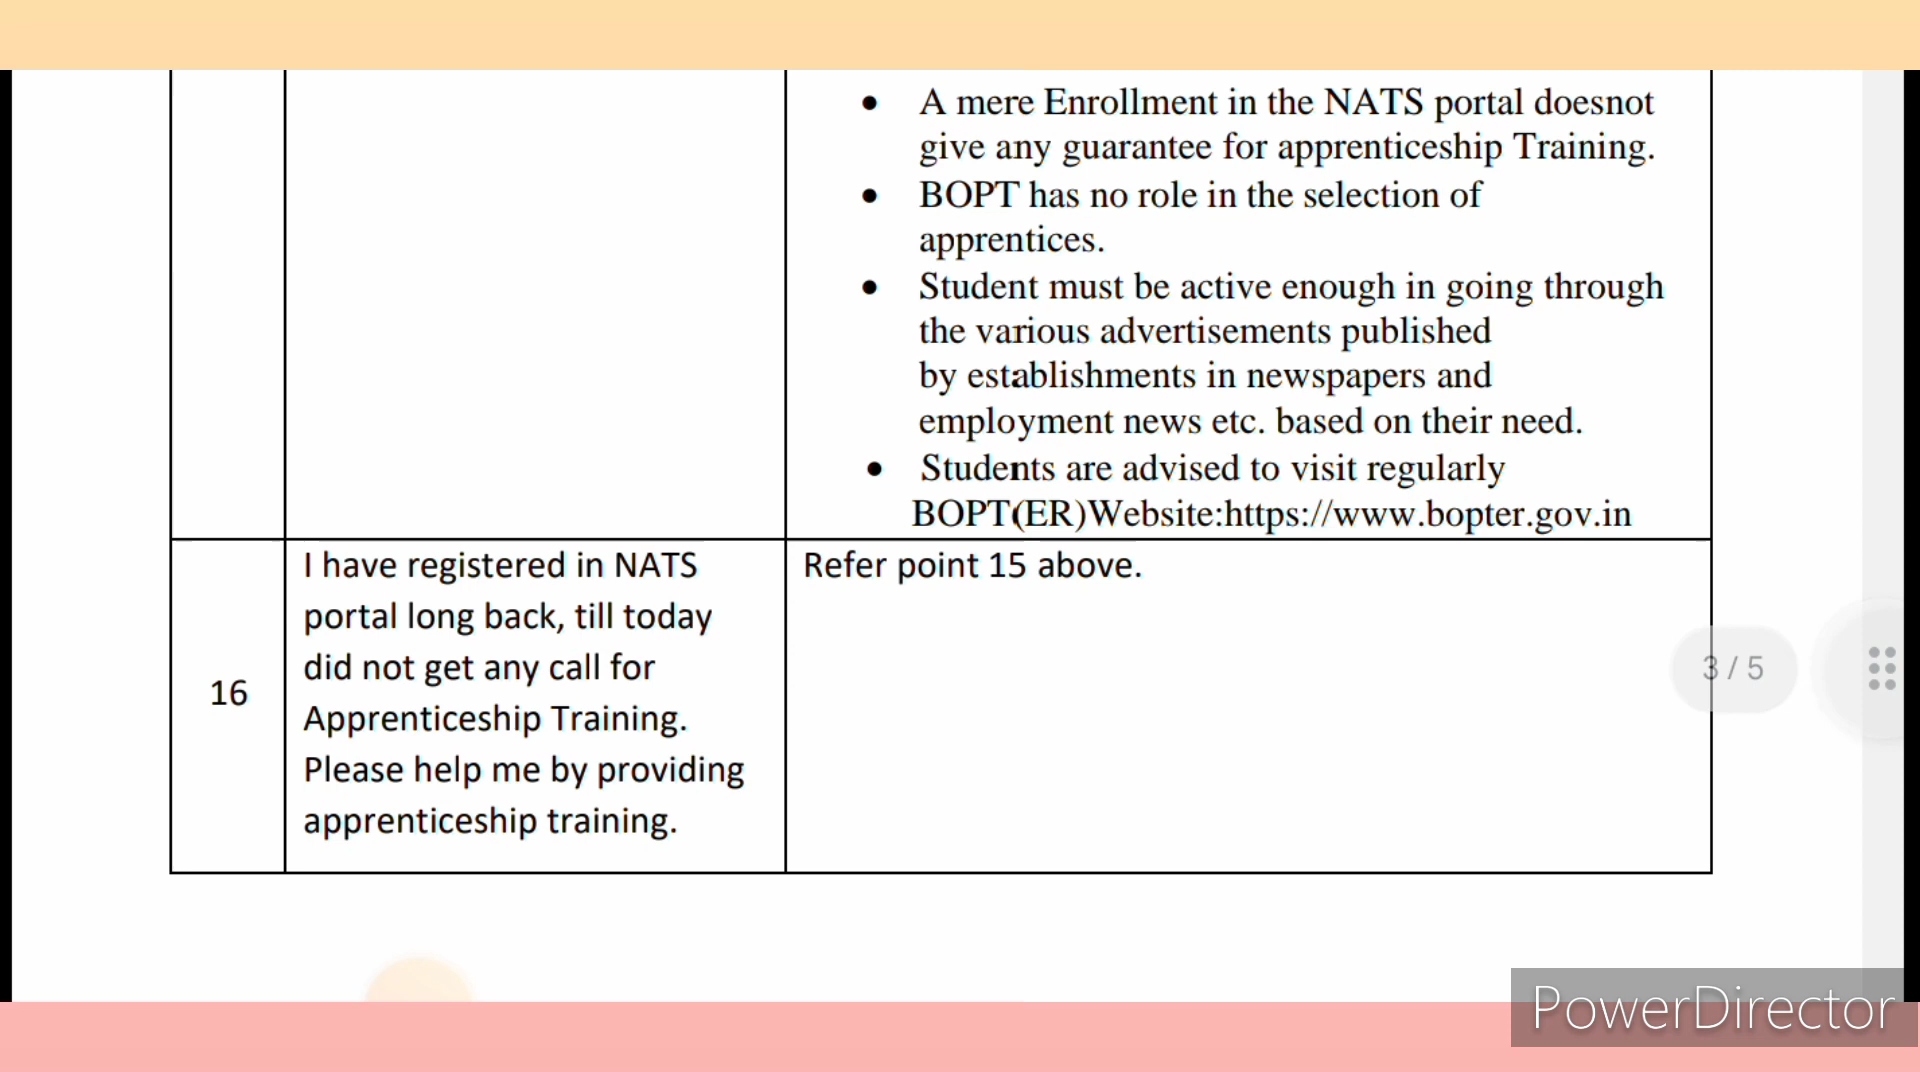 • A mere Enrollment in the NATS portal doesnot
give any guarantee for apprenticeship Training.
• BOPT has no role in the selection of
apprentices.
• Student must be active enough in going through
the various advertisements published
by establishments in newspapers and
employment news etc. based on their need.
• Students are advised to visit regularly
BOPT(ER)Website:https://www.bopter.gov.in
16
I have registered in NATS
portal long back, till today
did not get any call for
Apprenticeship Training.
Please help me by providing
apprenticeship training.
Refer point 15 above.
3 / 5
PowerDirector